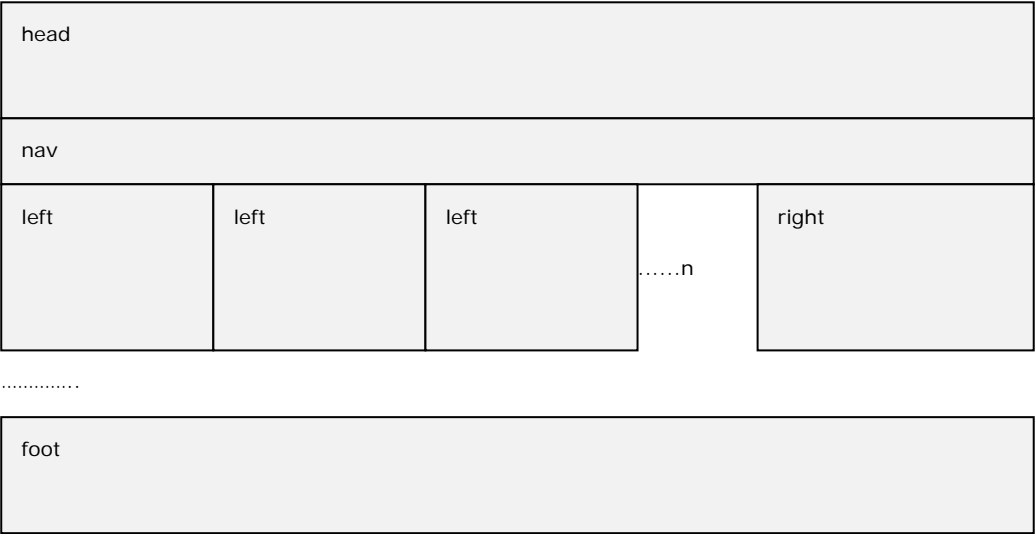 head
nav
left left left right
......n
..............
foot